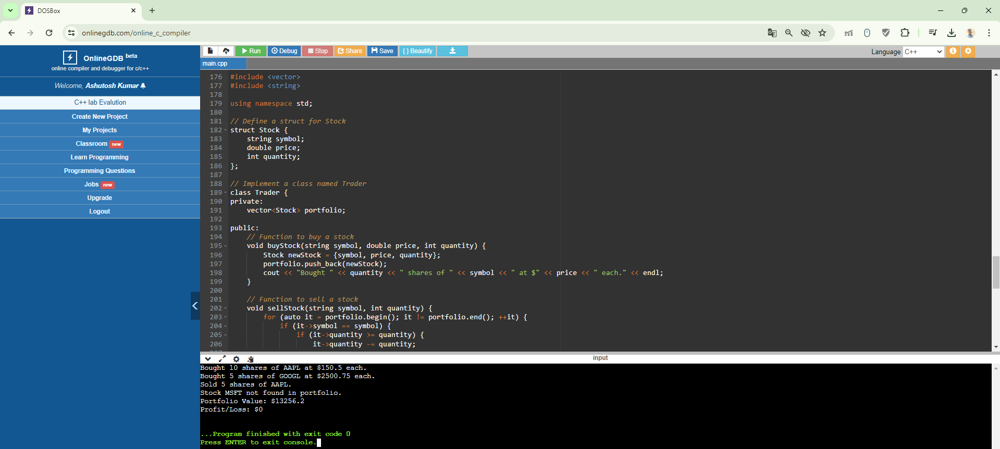 DOSBox
onlinegdb.com/online_c_compiler
OnlineGDB beta
online compiler and debugger for c/c++
Welcome, Ashutosh Kumar
C++ lab Evalution
Create New Project
My Projects
Classroom new
Learn Programming
Programming Questions
Jobs new
Upgrade
Logout
Run Debug Stop Share Save { } Beautify
Language C++
main.cpp
176 #include <vector>
177 #include <string>
178
179 using namespace std;
180
181 // Define a struct for Stock
182 struct Stock {
183     string symbol;
184     double price;
185     int quantity;
186 };
187
188 // Implement a class named Trader
189 class Trader {
190 private:
191     vector<Stock> portfolio;
192
193 public:
194     // Function to buy a stock
195     void buyStock(string symbol, double price, int quantity) {
196         Stock newStock = {symbol, price, quantity};
197         portfolio.push_back(newStock);
198         cout << "Bought " << quantity << " shares of " << symbol << " at $" << price << " each." << endl;
199     }
200
201     // Function to sell a stock
202     void sellStock(string symbol, int quantity) {
203         for (auto it = portfolio.begin(); it != portfolio.end(); ++it) {
204             if (it->symbol == symbol) {
205                 if (it->quantity >= quantity) {
206                     it->quantity -= quantity;
input
Bought 10 shares of AAPL at $150.5 each.
Bought 5 shares of GOOGL at $2500.75 each.
Sold 5 shares of AAPL.
Stock MSFT not found in portfolio.
Portfolio Value: $13256.2
Profit/Loss: $0
...Program finished with exit code 0
Press ENTER to exit console.